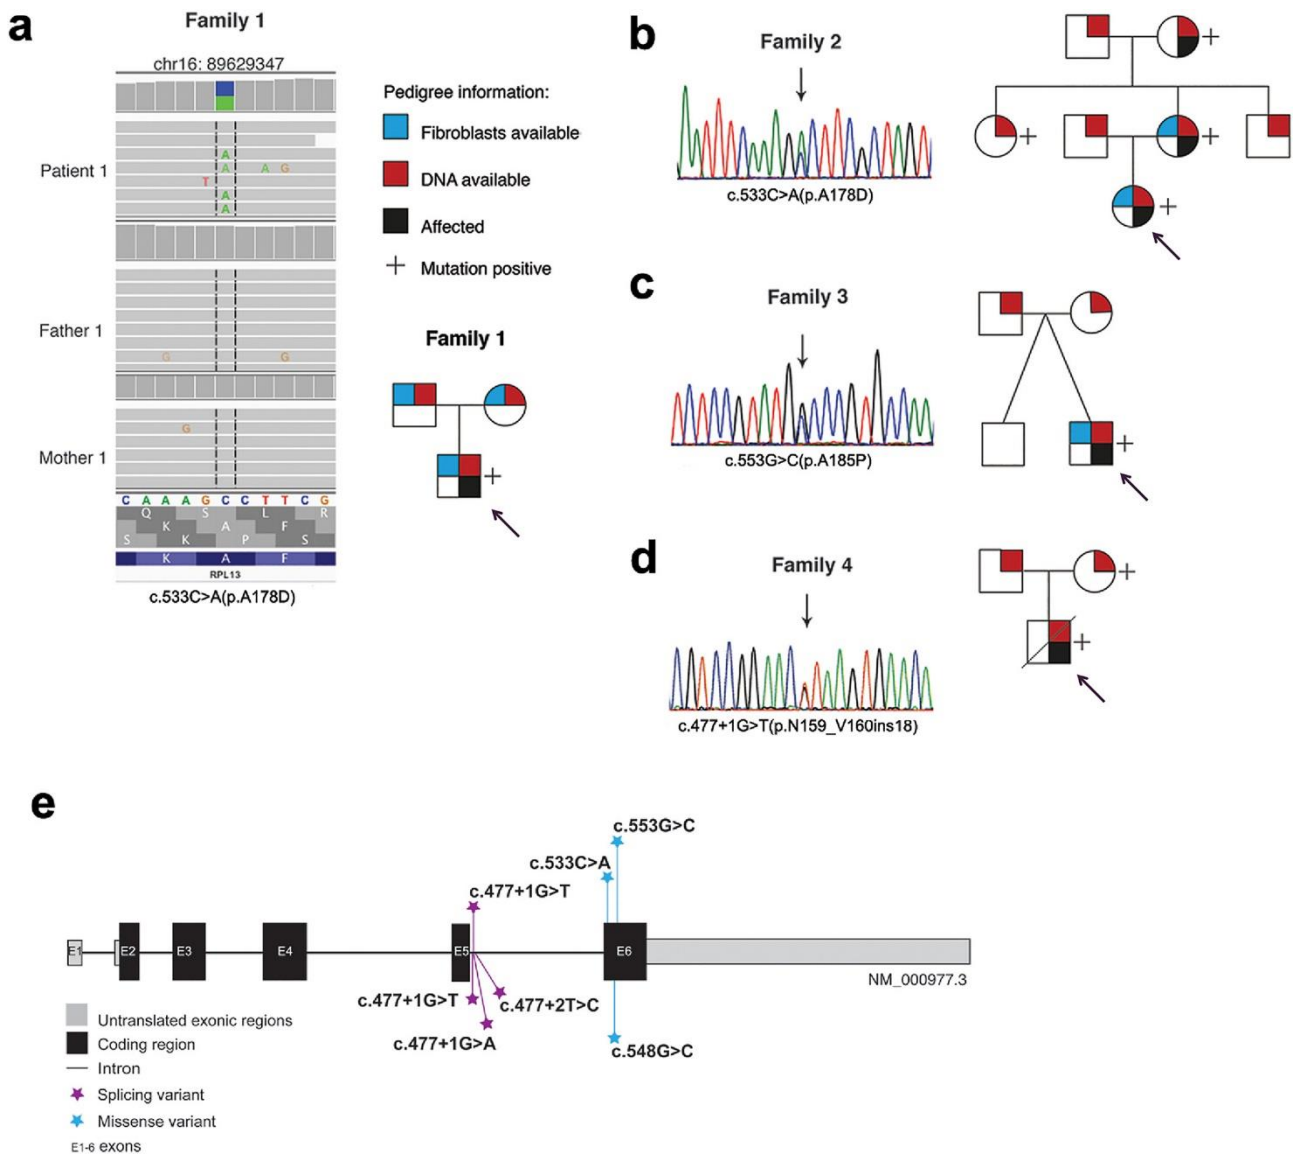 a
Family 1
chr16: 89629347
Patient 1
A
A A G
T
A
A
Father 1
G G
Mother 1
G
C A A A G C C T T C G
Q S L R
K A F
S K P S
K A F
RPL13
c.533C>A(p.A178D)
Pedigree information:
Fibroblasts available
DNA available
Affected
+ Mutation positive
Family 1
+
b
Family 2
c.533C>A(p.A178D)
+
+ +
+
c
Family 3
c.553G>C(p.A185P)
+
d
Family 4
c.477+1G>T(p.N159_V160ins18)
+
+
e
c.553G>C
c.533C>A
c.477+1G>T
E1 E2 E3 E4 E5 E6
NM_000977.3
c.477+1G>T
c.477+2T>C
c.477+1G>A
c.548G>C
Untranslated exonic regions
Coding region
Intron
Splicing variant
Missense variant
E1-6 exons